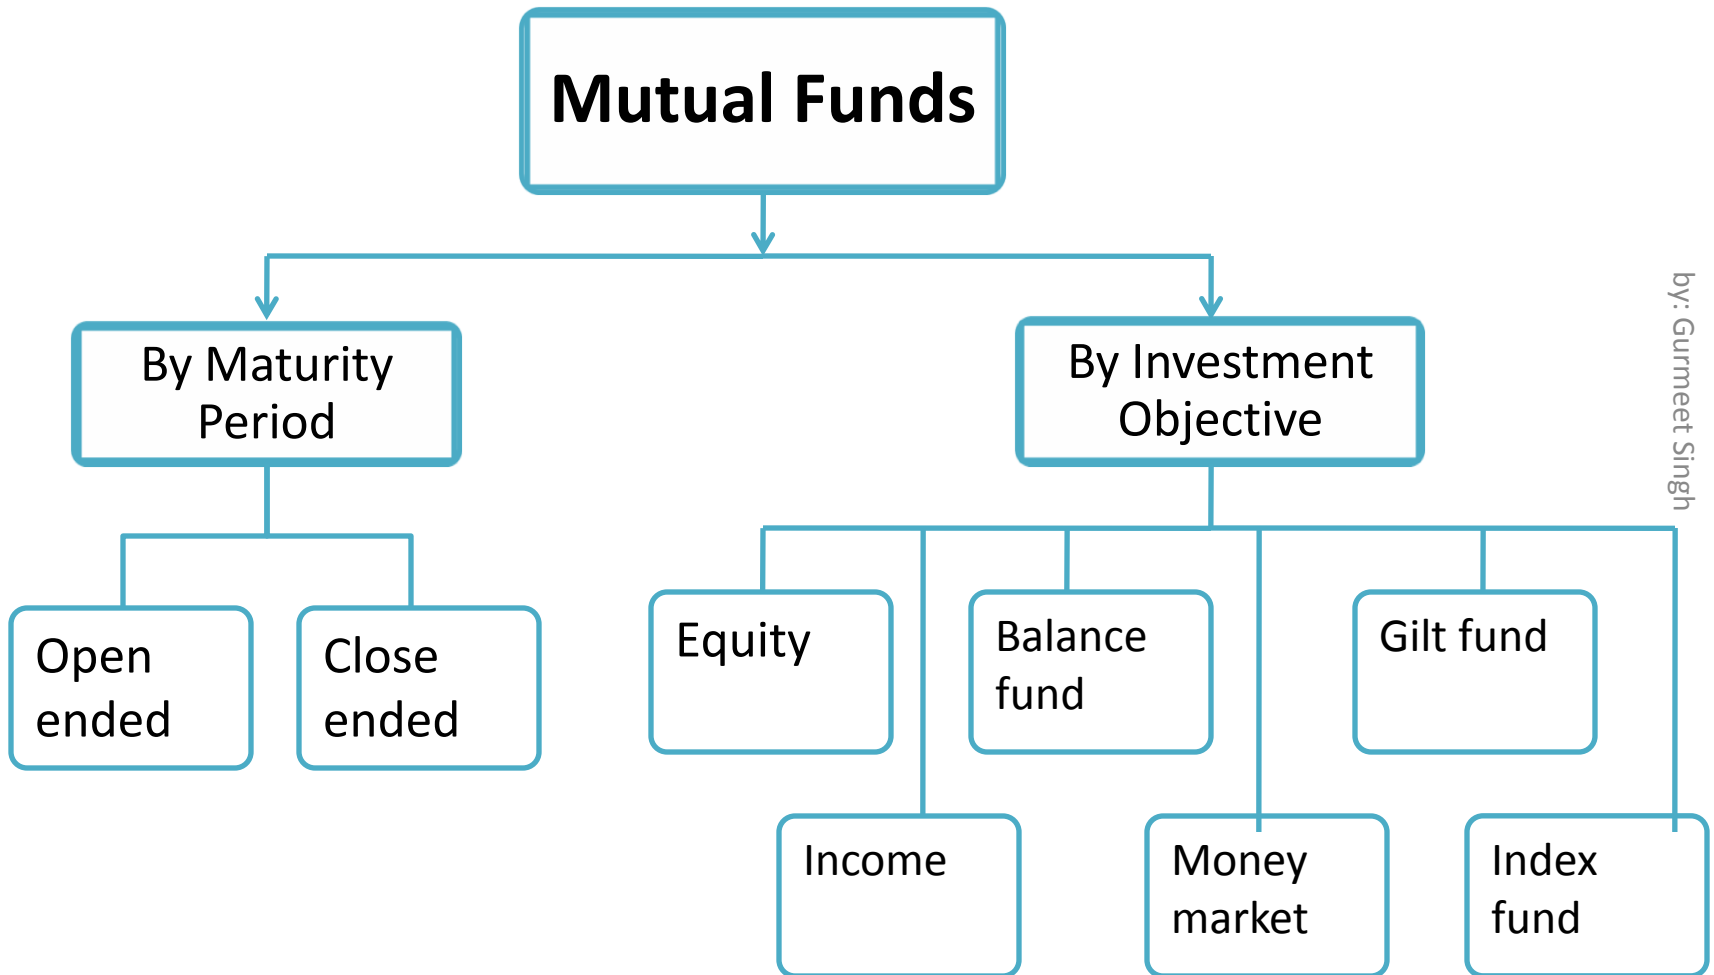 Mutual Funds
By Maturity
Period
By Investment
Objective
by: Gurmeet Singh
Open
ended
Close
ended
Equity
Balance
fund
Gilt fund
Income
Money
market
Index
fund